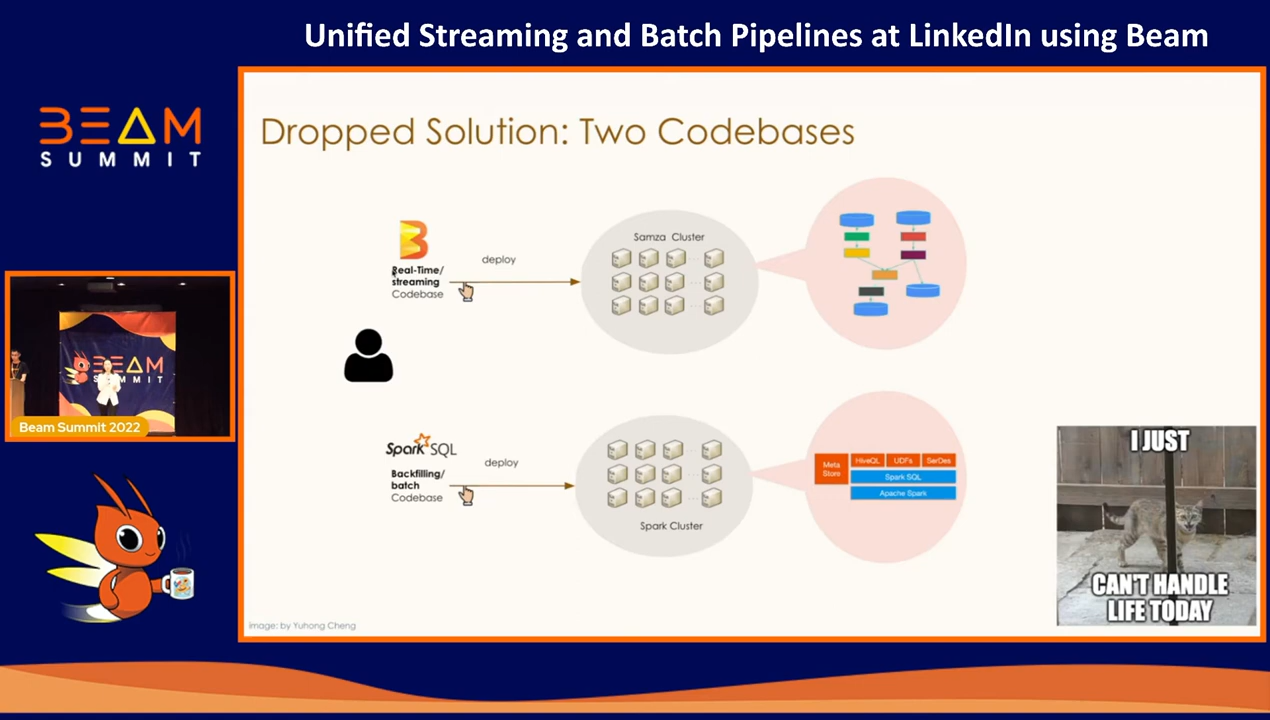 Unified Streaming and Batch Pipelines at LinkedIn using Beam
BEAM
SUMMIT
BEAM
SUMMIT
Beam Summit 2022
Dropped Solution: Two Codebases
Real-Time/
streaming
Codebase
deploy
Samza Cluster
Spark SQL
Backfilling/
batch
Codebase
deploy
Spark Cluster
Meta
Store
HiveQL
UDFs
SerDes
Spark SQL
Apache Spark
I JUST
CAN'T HANDLE
LIFE TODAY
image: by Yuhong Cheng